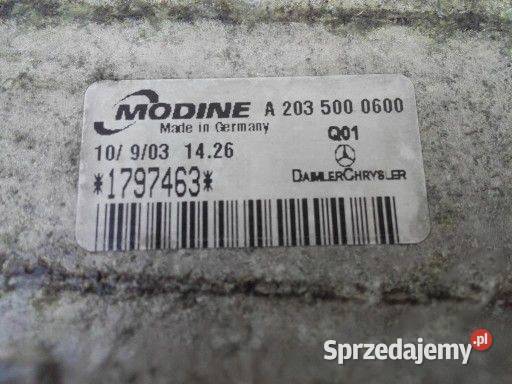 MODINE A 203 500 0600
Made in Germany Q01
10/ 9/03 14.26
*1797463* DAIMLERCHRYSLER
Sprzedajemy.pl